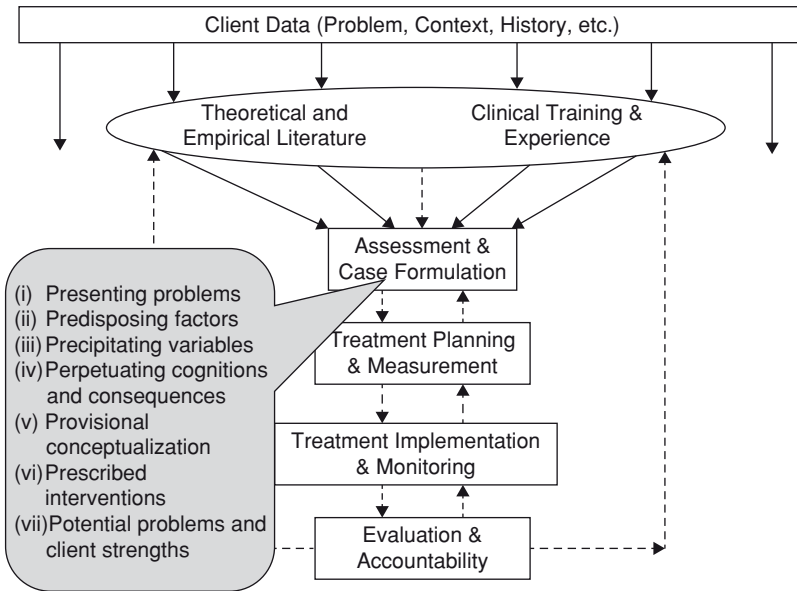 Client Data (Problem, Context, History, etc.)
Theoretical and
Empirical Literature
Clinical Training &
Experience
Assessment &
Case Formulation
(i) Presenting problems
(ii) Predisposing factors
(iii) Precipitating variables
(iv) Perpetuating cognitions
and consequences
(v) Provisional
conceptualization
(vi) Prescribed
interventions
(vii) Potential problems and
client strengths
Treatment Planning
& Measurement
Treatment Implementation
& Monitoring
Evaluation &
Accountability